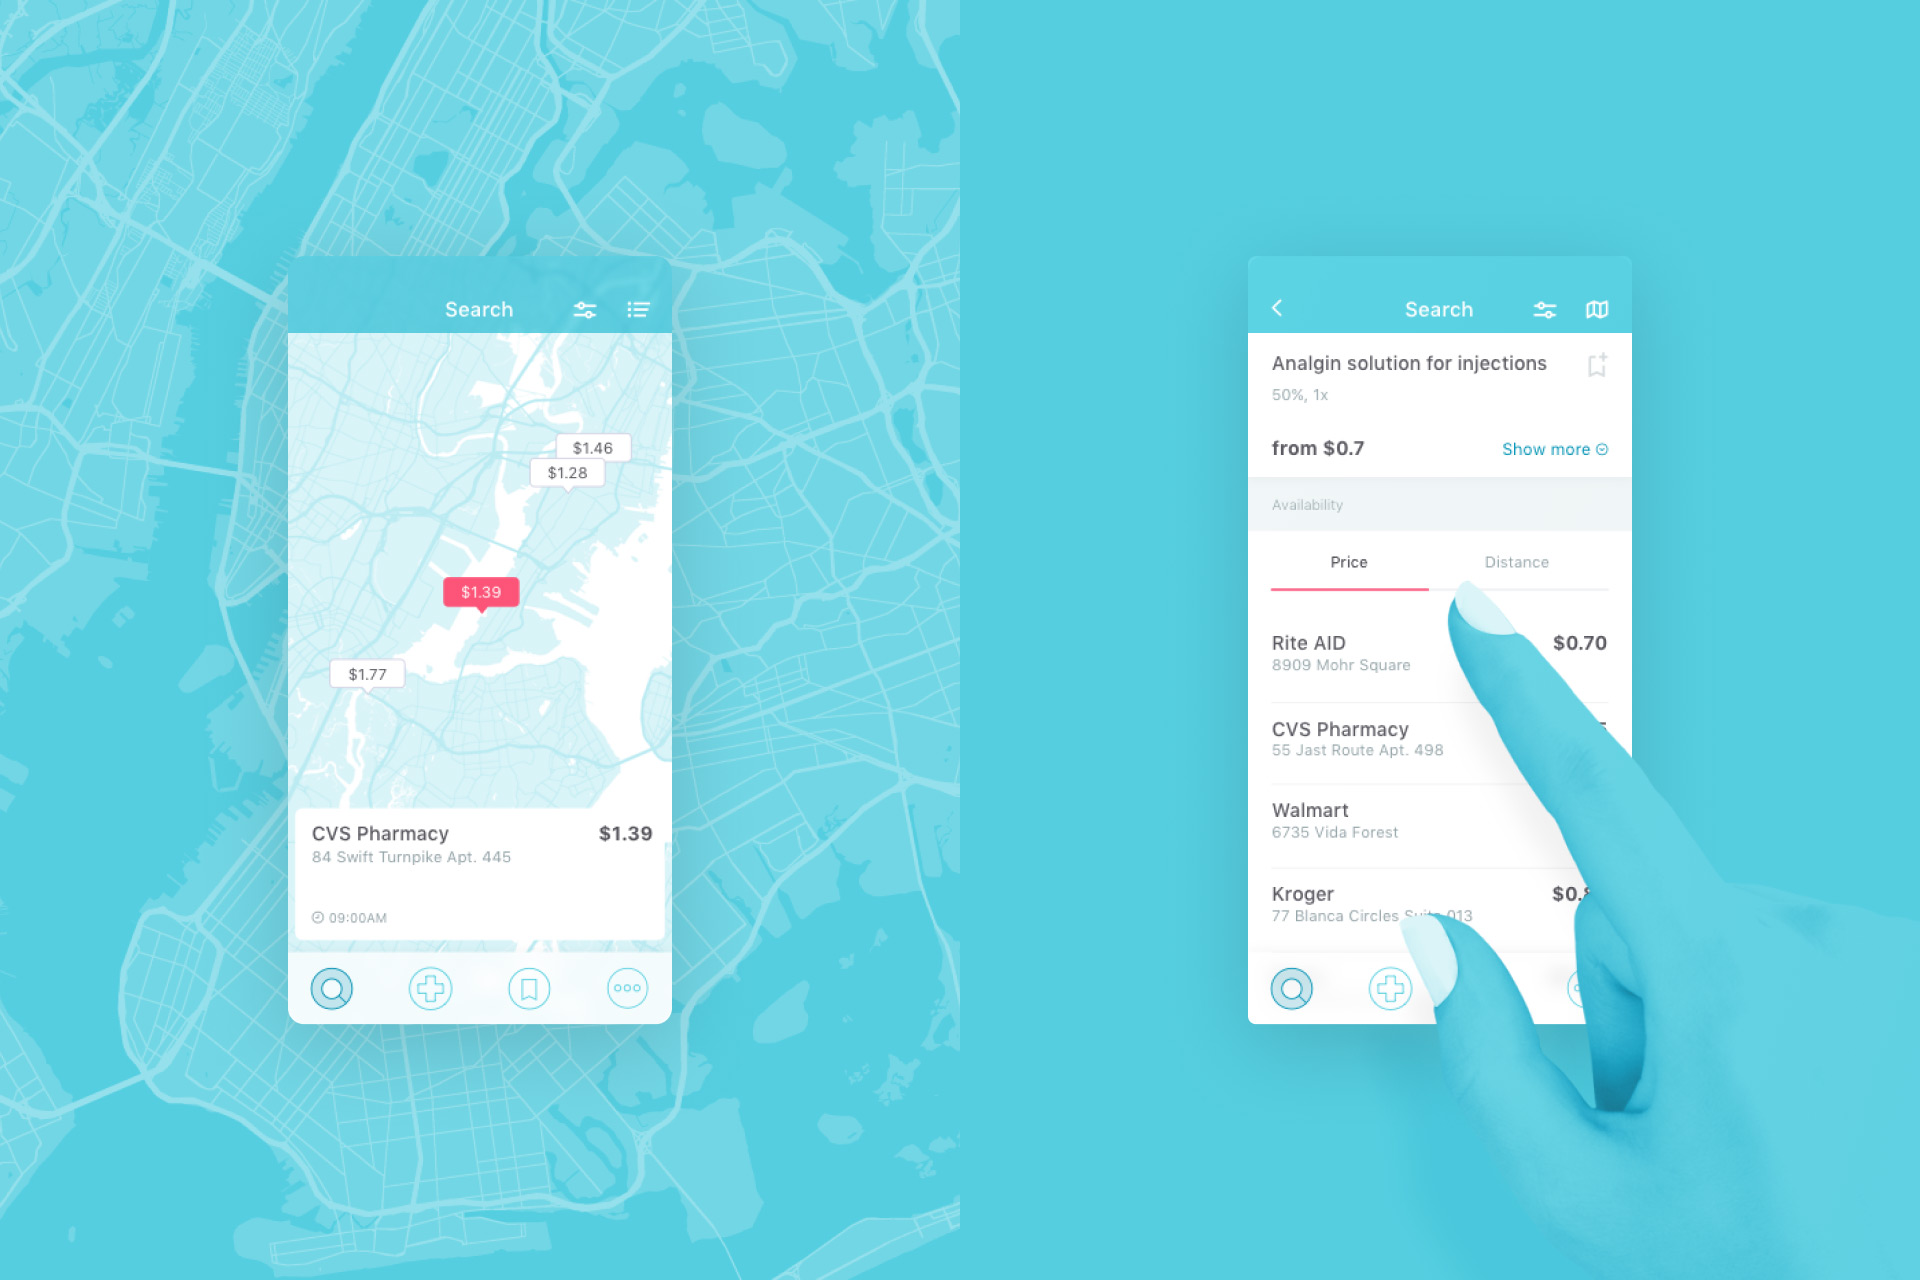 Search
$1.46
$1.28
$1.39
$1.77
CVS Pharmacy $1.39
84 Swift Turnpike Apt. 445
09:00AM
Search
Analgin solution for injections
50%, 1x
from $0.7 Show more
Availability
Price Distance
Rite AID $0.70
8909 Mohr Square
CVS Pharmacy
55 Jast Route Apt. 498
Walmart
6735 Vida Forest
Kroger
77 Blanca Circles Suite 013